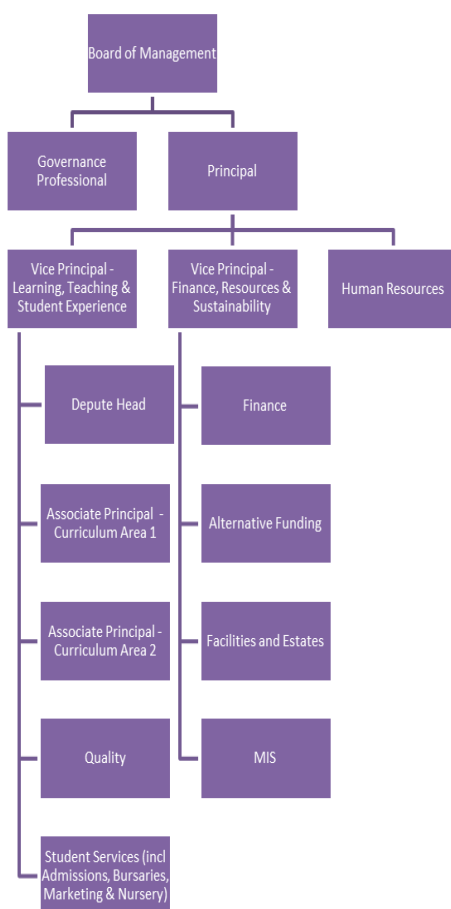 Board of Management
Governance
Professional
Principal
Vice Principal -
Learning, Teaching &
Student Experience
Vice Principal -
Finance, Resources &
Sustainability
Human Resources
Depute Head
Finance
Associate Principal -
Curriculum Area 1
Alternative Funding
Associate Principal -
Curriculum Area 2
Facilities and Estates
Quality
MIS
Student Services (incl
Admissions, Bursaries,
Marketing & Nursery)